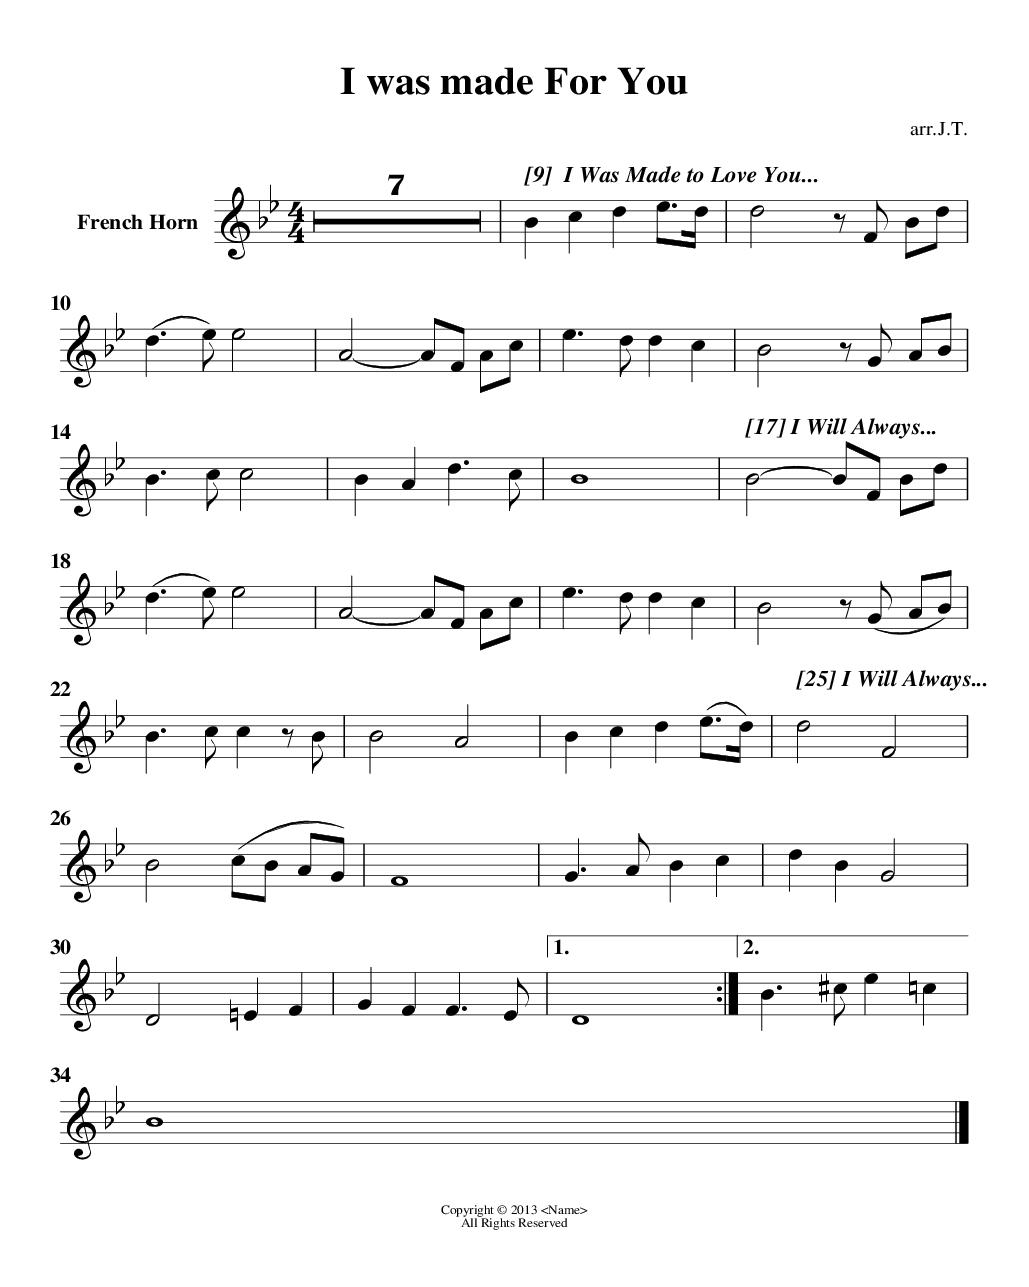 I was made For You
arr.J.T.
7
[9]  I Was Made to Love You...
French Horn
4
4
10
14
[17] I Will Always...
18
22
[25] I Will Always...
26
30
1.
2.
34
Copyright © 2013 <Name>
All Rights Reserved